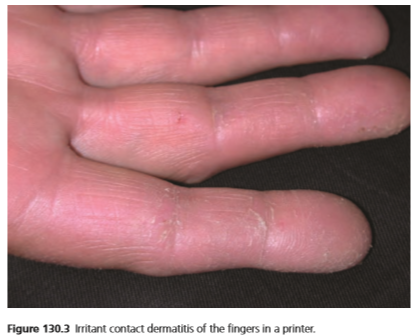 Figure 130.3 Irritant contact dermatitis of the fingers in a printer.